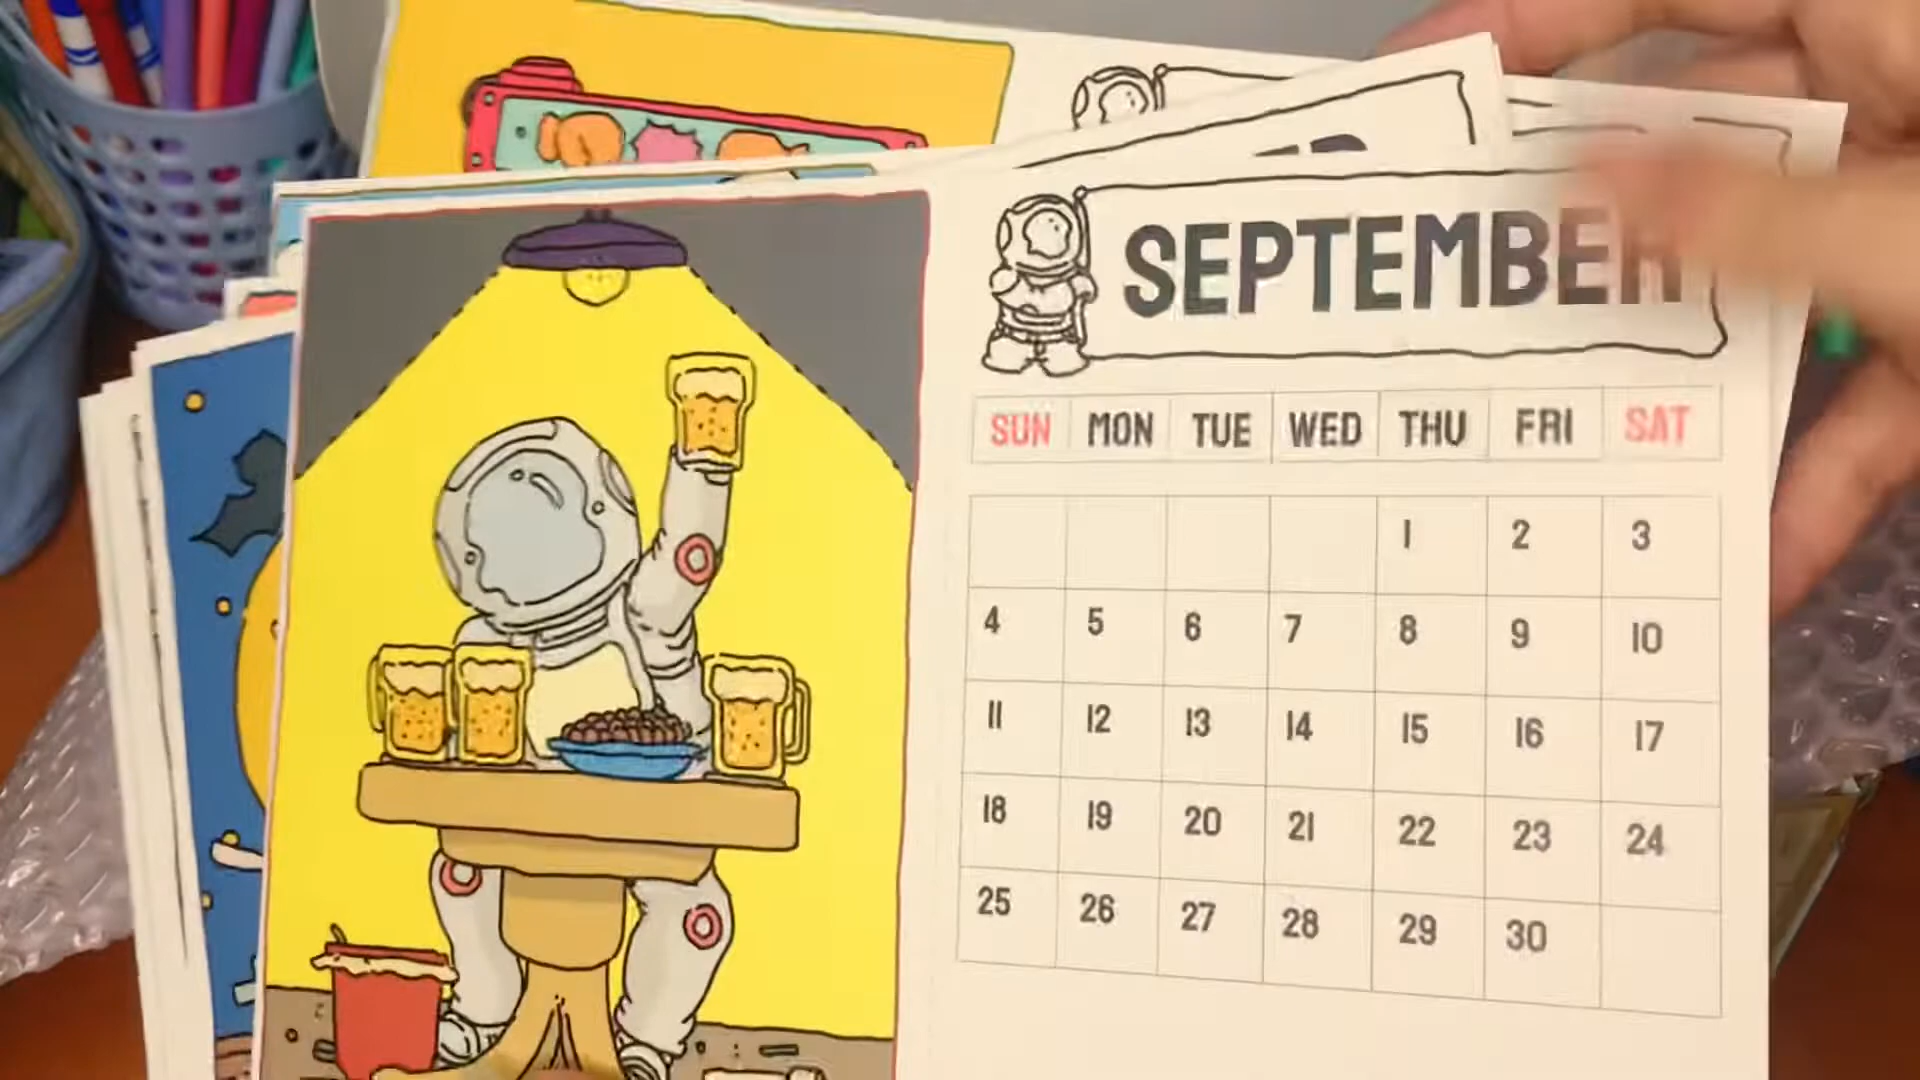 SEPTEMBER
SUN MON TUE WED THU FRI SAT
1 2 3
4 5 6 7 8 9 10
11 12 13 14 15 16 17
18 19 20 21 22 23 24
25 26 27 28 29 30